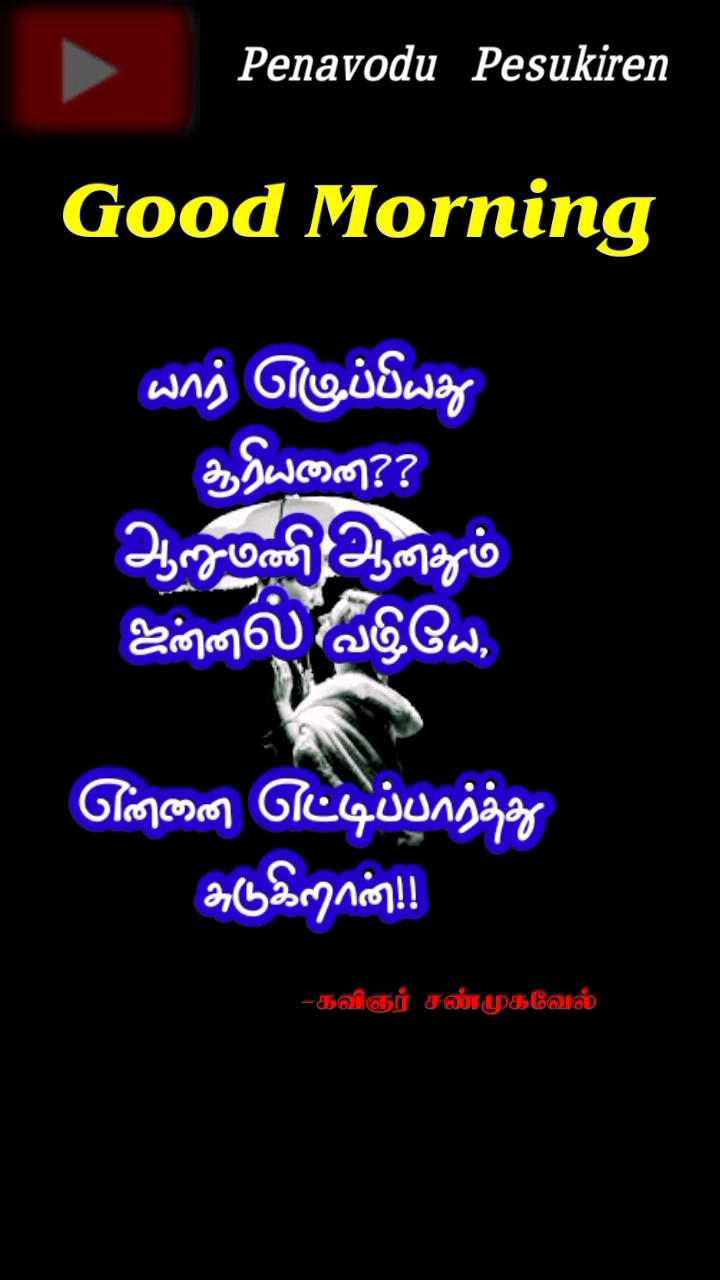 Penavodu Pesukiren
Good Morning
யார் எழுப்பியது
சூரியனை??
ஆறுமணி ஆனதும்
ஜன்னல் வழியே,
என்னை எட்டிப்பார்த்து
சுடுகிறான்!!
-கவிஞர் சண்முகவேல்